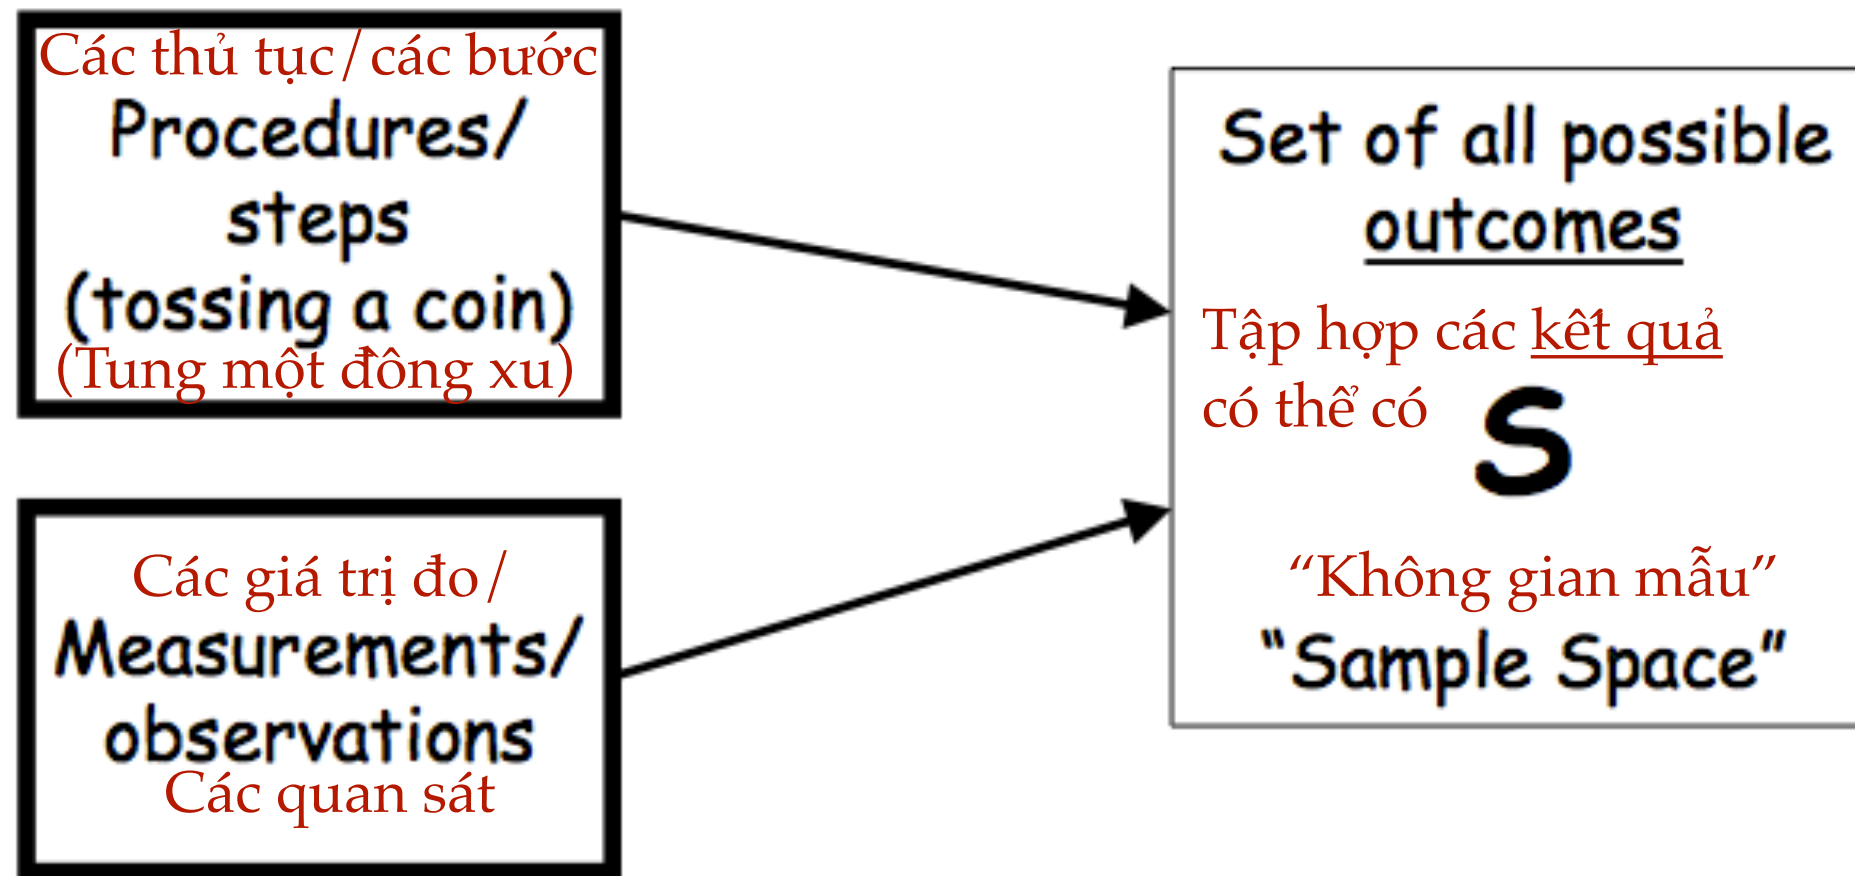 Các thủ tục/các bước
Procedures/
steps
(tossing a coin)
(Tung một đồng xu)
Các giá trị đo/
Measurements/
observations
Các quan sát
Set of all possible
outcomes
Tập hợp các kết quả
có thể có
S
“Không gian mẫu”
“Sample Space”